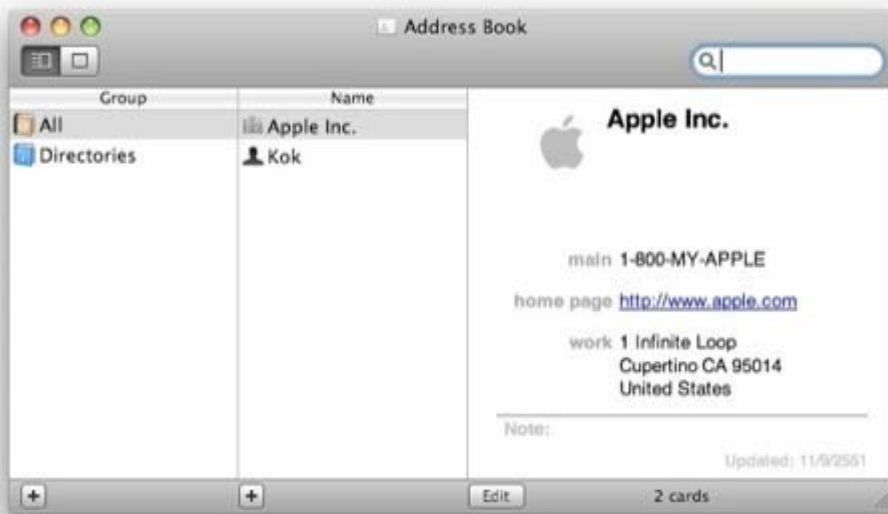 Address Book
Group
Name
All
Directories
Apple Inc.
Kok
Apple Inc.
main 1-800-MY-APPLE
home page http://www.apple.com
work 1 Infinite Loop
Cupertino CA 95014
United States
Note:
Updated: 11/9/2551
Edit
2 cards